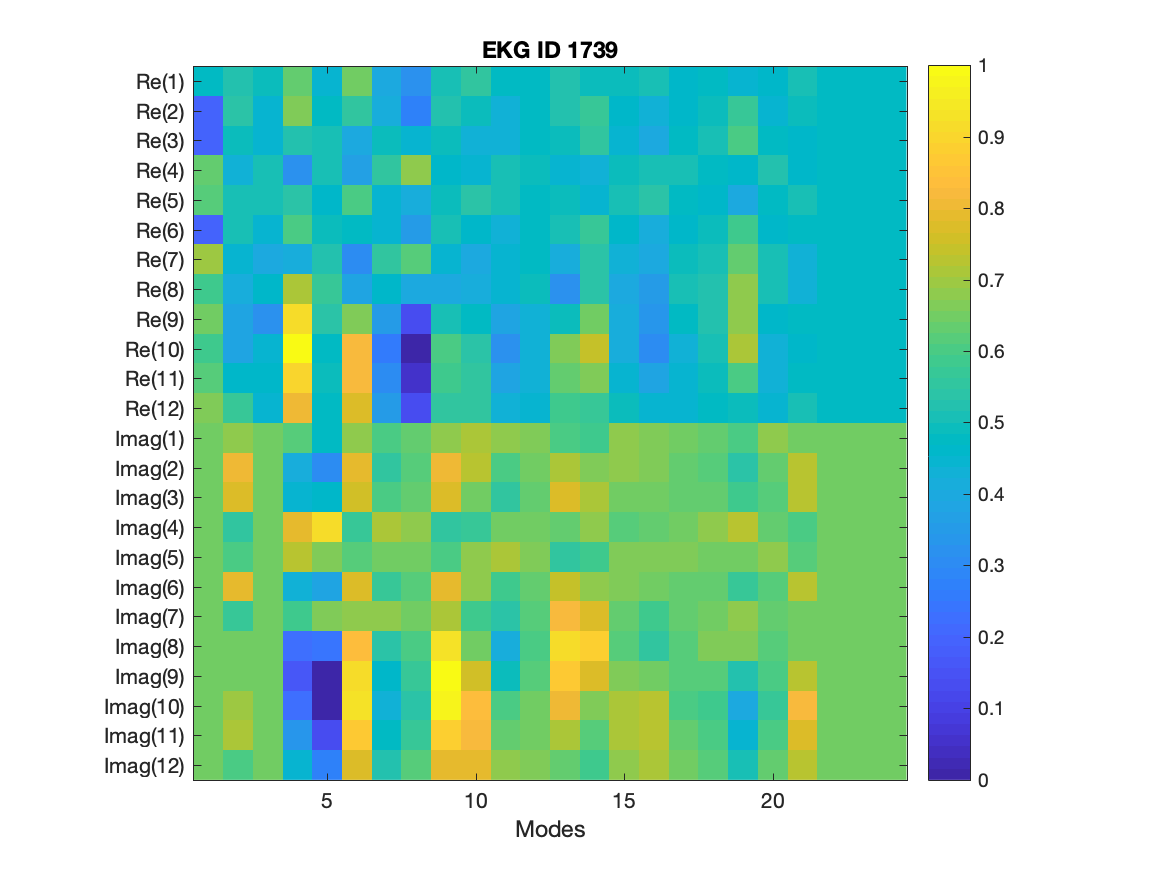 EKG ID 1739
Re(1)
Re(2)
Re(3)
Re(4)
Re(5)
Re(6)
Re(7)
Re(8)
Re(9)
Re(10)
Re(11)
Re(12)
Imag(1)
Imag(2)
Imag(3)
Imag(4)
Imag(5)
Imag(6)
Imag(7)
Imag(8)
Imag(9)
Imag(10)
Imag(11)
Imag(12)
5 10 15 20
Modes
1
0.9
0.8
0.7
0.6
0.5
0.4
0.3
0.2
0.1
0